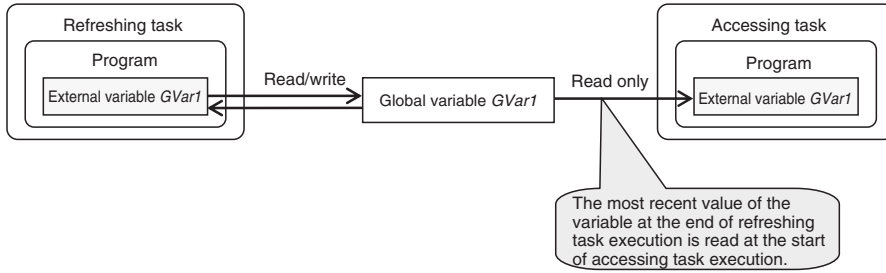 Refreshing task
Program
External variable GVar1
Read/write
Global variable GVar1
Read only
Accessing task
Program
External variable GVar1
The most recent value of the
variable at the end of refreshing
task execution is read at the start
of accessing task execution.